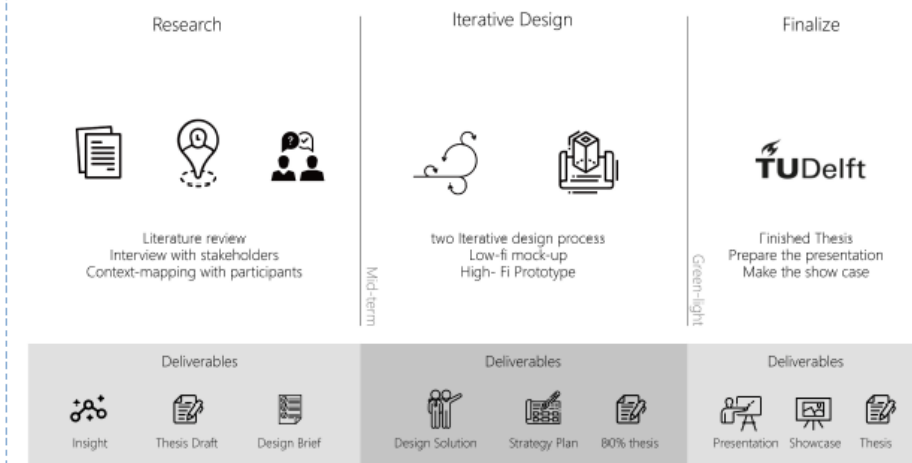 Research
Iterative Design
Finalize
TUDelft
Literature review
Interview with stakeholders
Context-mapping with participants
Mid-term
two Iterative design process
Low-fi mock-up
High- Fi Prototype
Green-light
Finished Thesis
Prepare the presentation
Make the show case
Deliverables
Insight
Thesis Draft
Design Brief
Deliverables
Design Solution
Strategy Plan
80% thesis
Deliverables
Presentation
Showcase
Thesis